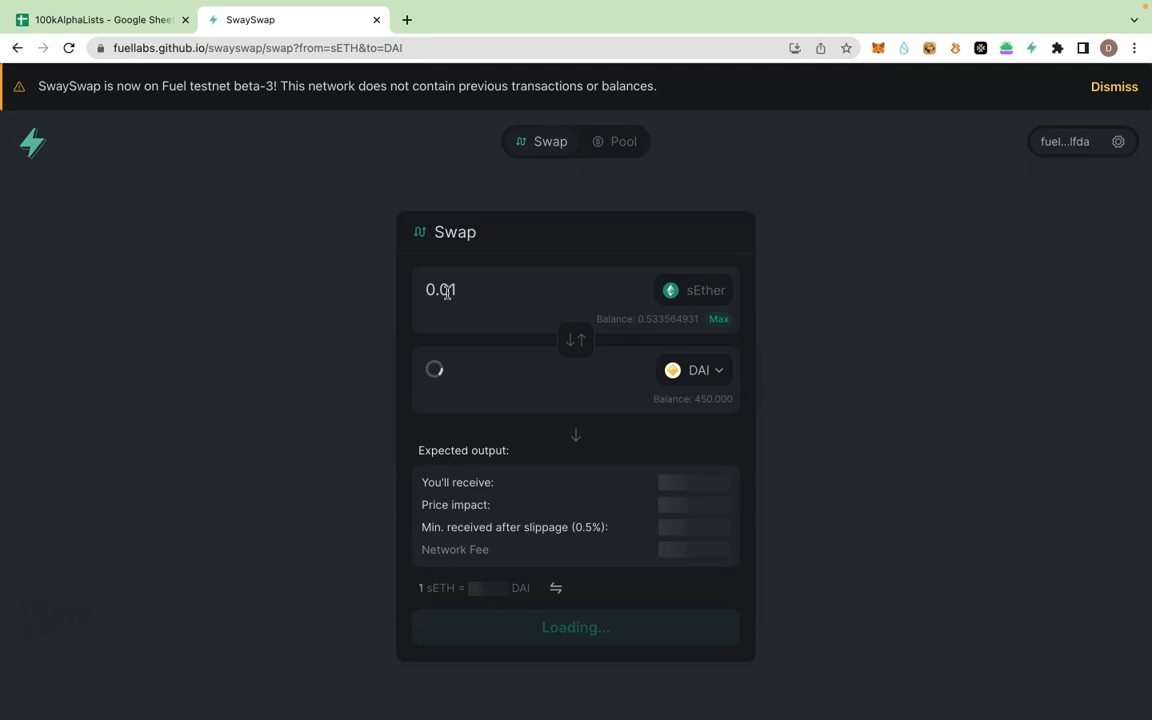 100kAlphaLists - Google Sheet
SwaySwap
fuellabs.github.io/swayswap/swap?from=sETH&to=DAI
D
SwaySwap is now on Fuel testnet beta-3! This network does not contain previous transactions or balances.
Dismiss
Swap
Pool
fuel...lfda
Swap
0.01
sEther
Balance: 0.533564931
Max
DAI
Balance: 450.000
Expected output:
You'll receive:
Price impact:
Min. received after slippage (0.5%):
Network Fee
1 sETH = DAI
Loading...